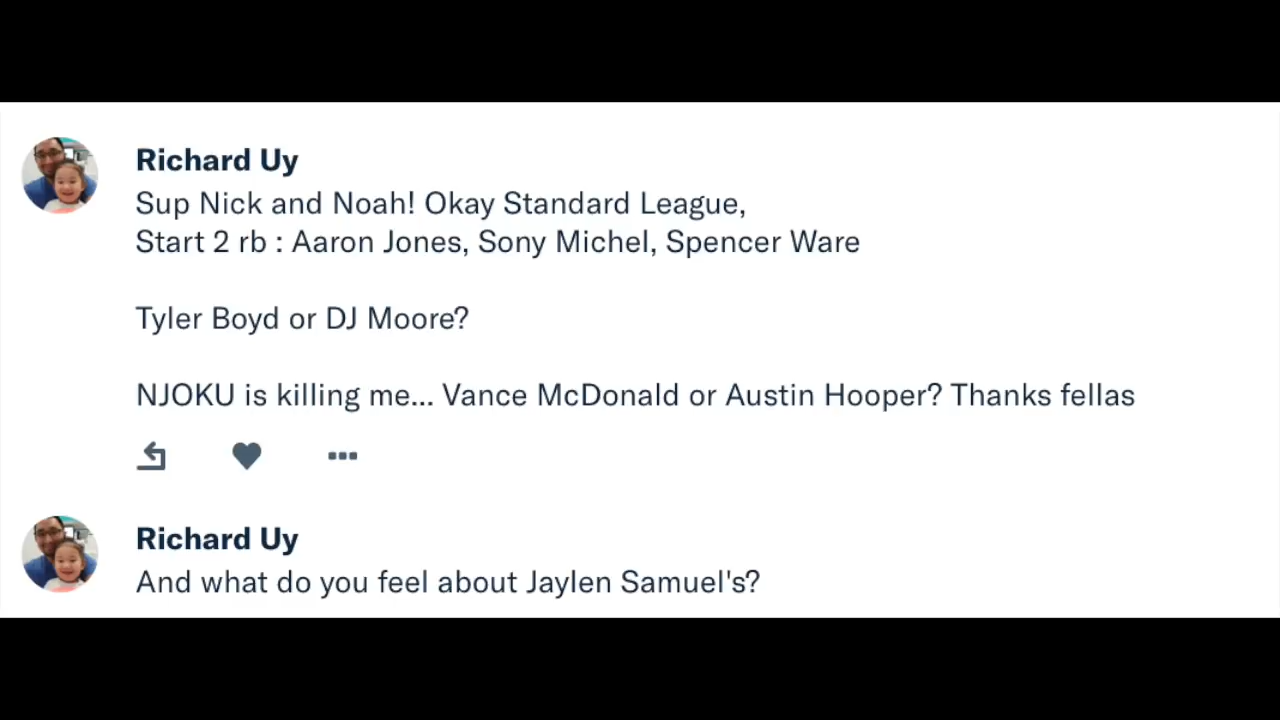 Richard Uy
Sup Nick and Noah! Okay Standard League,
Start 2 rb : Aaron Jones, Sony Michel, Spencer Ware
Tyler Boyd or DJ Moore?
NJOKU is killing me... Vance McDonald or Austin Hooper? Thanks fellas
Richard Uy
And what do you feel about Jaylen Samuel's?